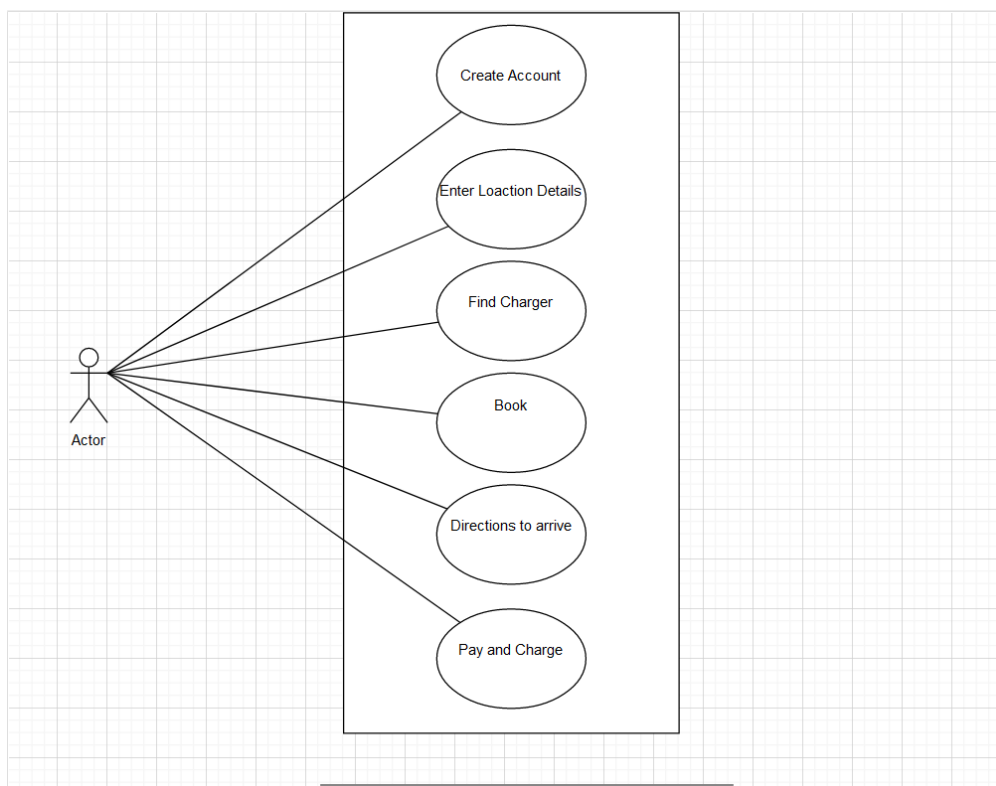 Create Account
Enter Loaction Details
Find Charger
Book
Actor
Directions to arrive
Pay and Charge